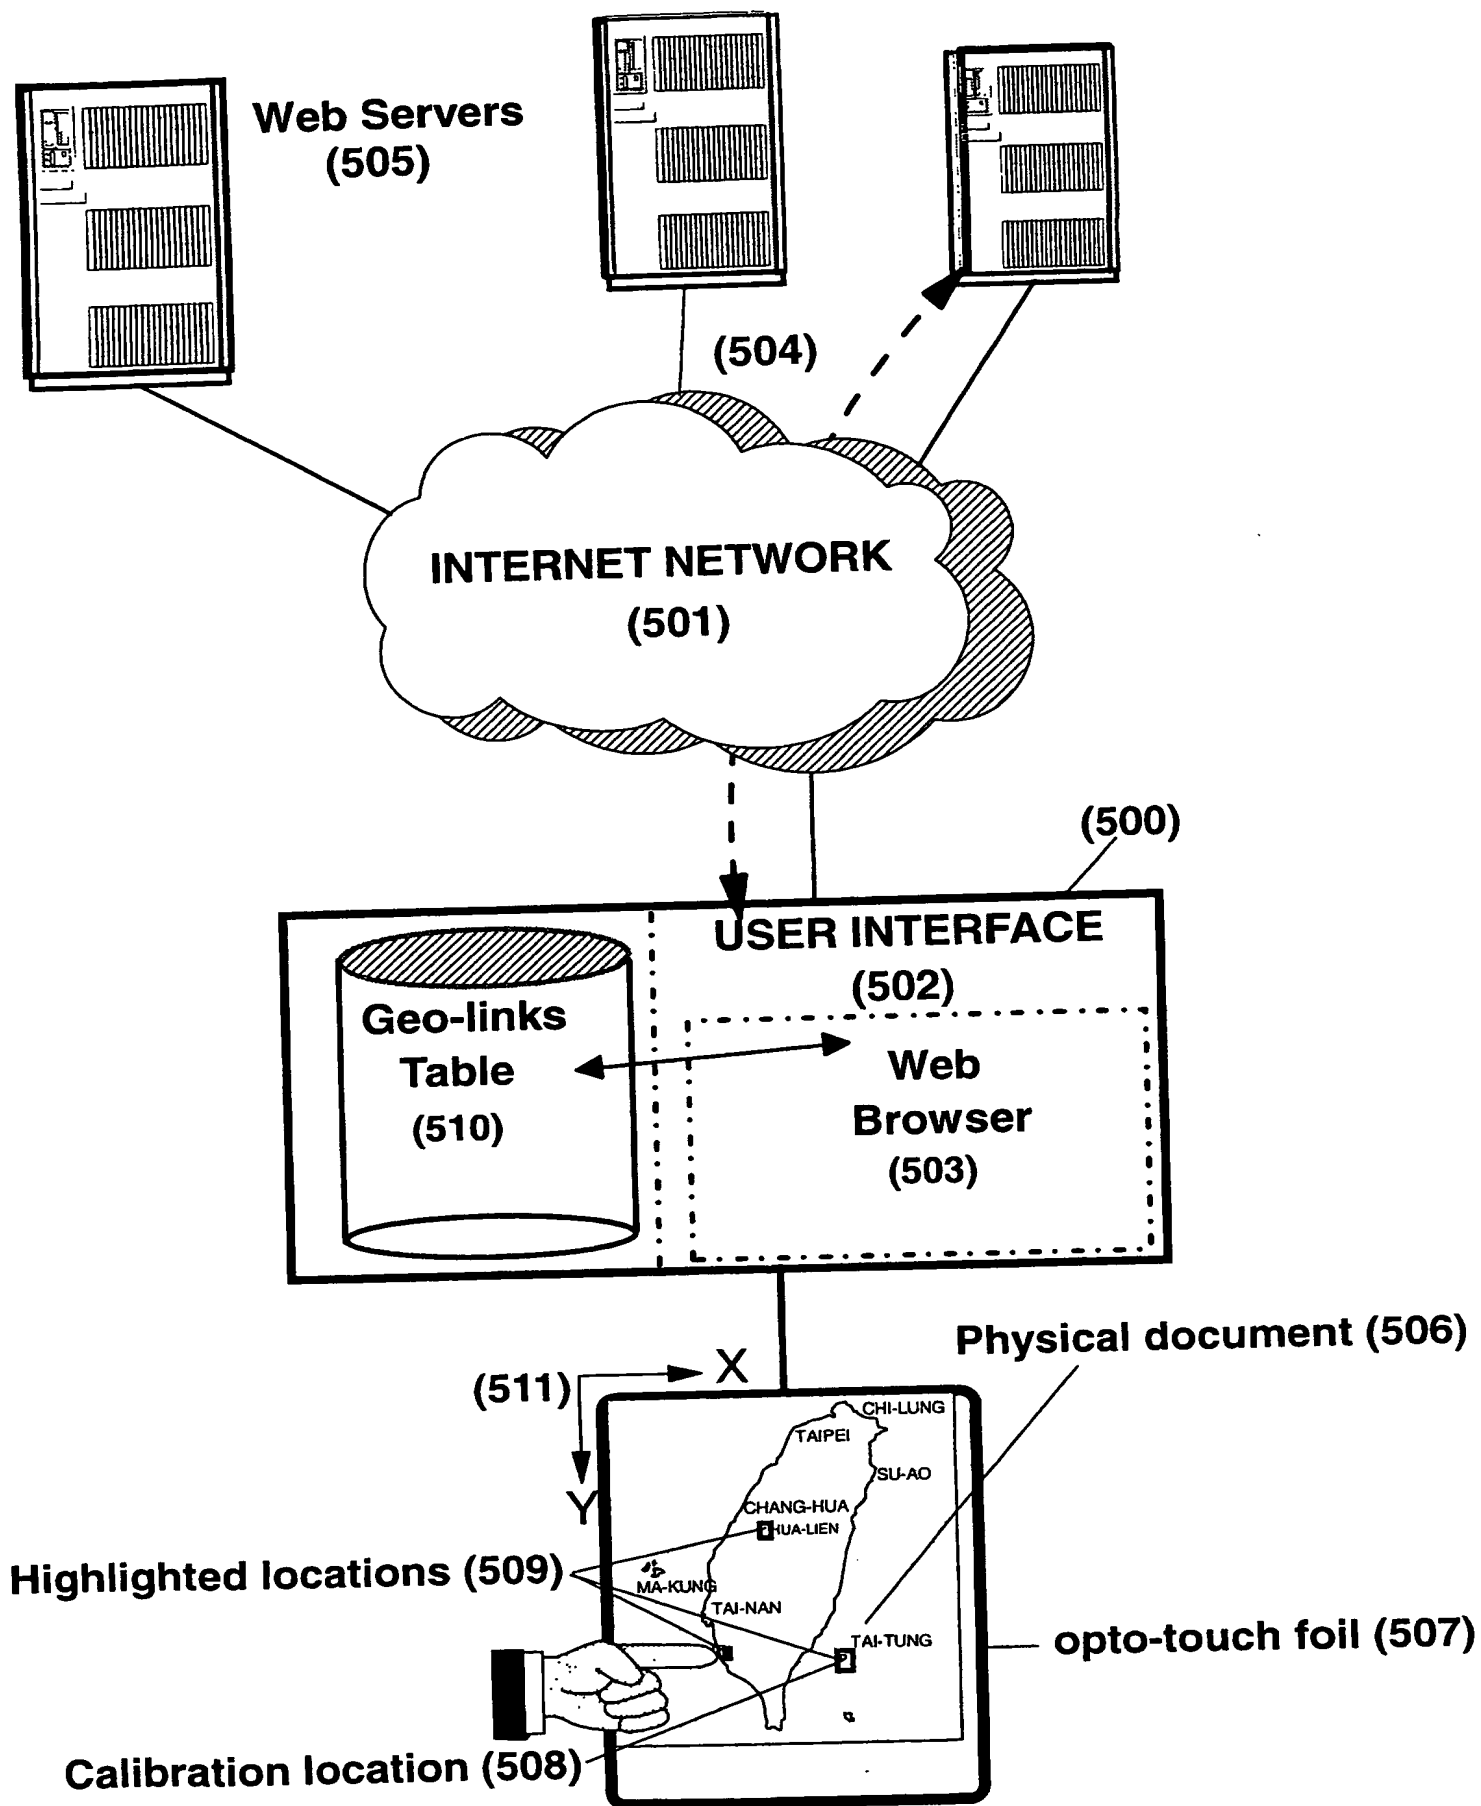 Web Servers
(505)
(504)
INTERNET NETWORK
(501)
(500)
USER INTERFACE
(502)
Geo-links
Table
(510)
Web
Browser
(503)
Physical document (506)
(511)
X
Y
CHI-LUNG
TAIPEI
SU-AO
CHANG-HUA
HUA-LIEN
Highlighted locations (509)
MA-KUNG
TAI-NAN
TAI-TUNG
opto-touch foil (507)
Calibration location (508)